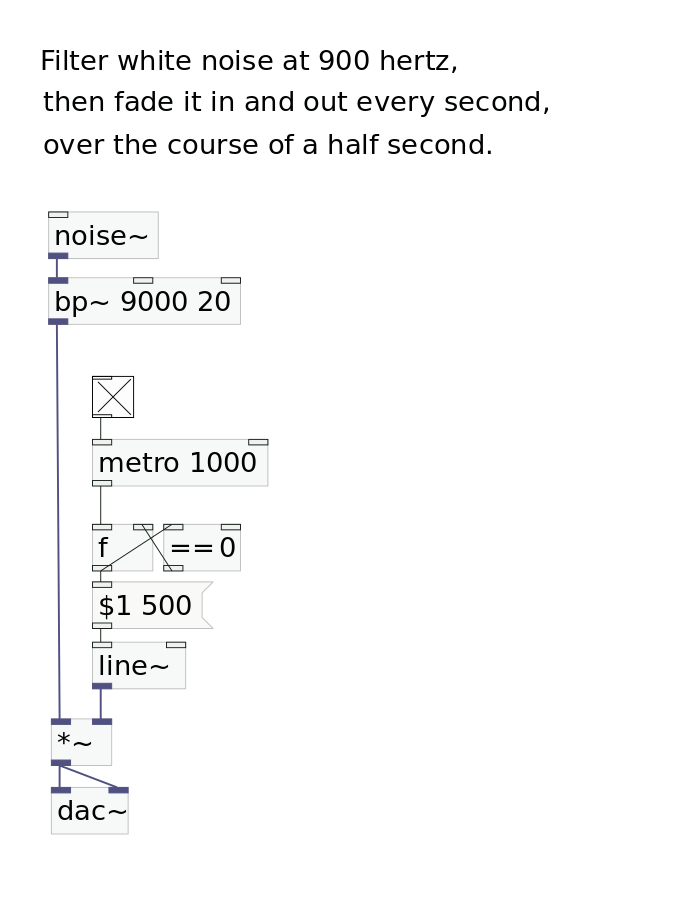 Filter white noise at 900 hertz,
then fade it in and out every second,
over the course of a half second.
noise~
bp~ 9000 20
metro 1000
f
== 0
$1 500
line~
*~
dac~